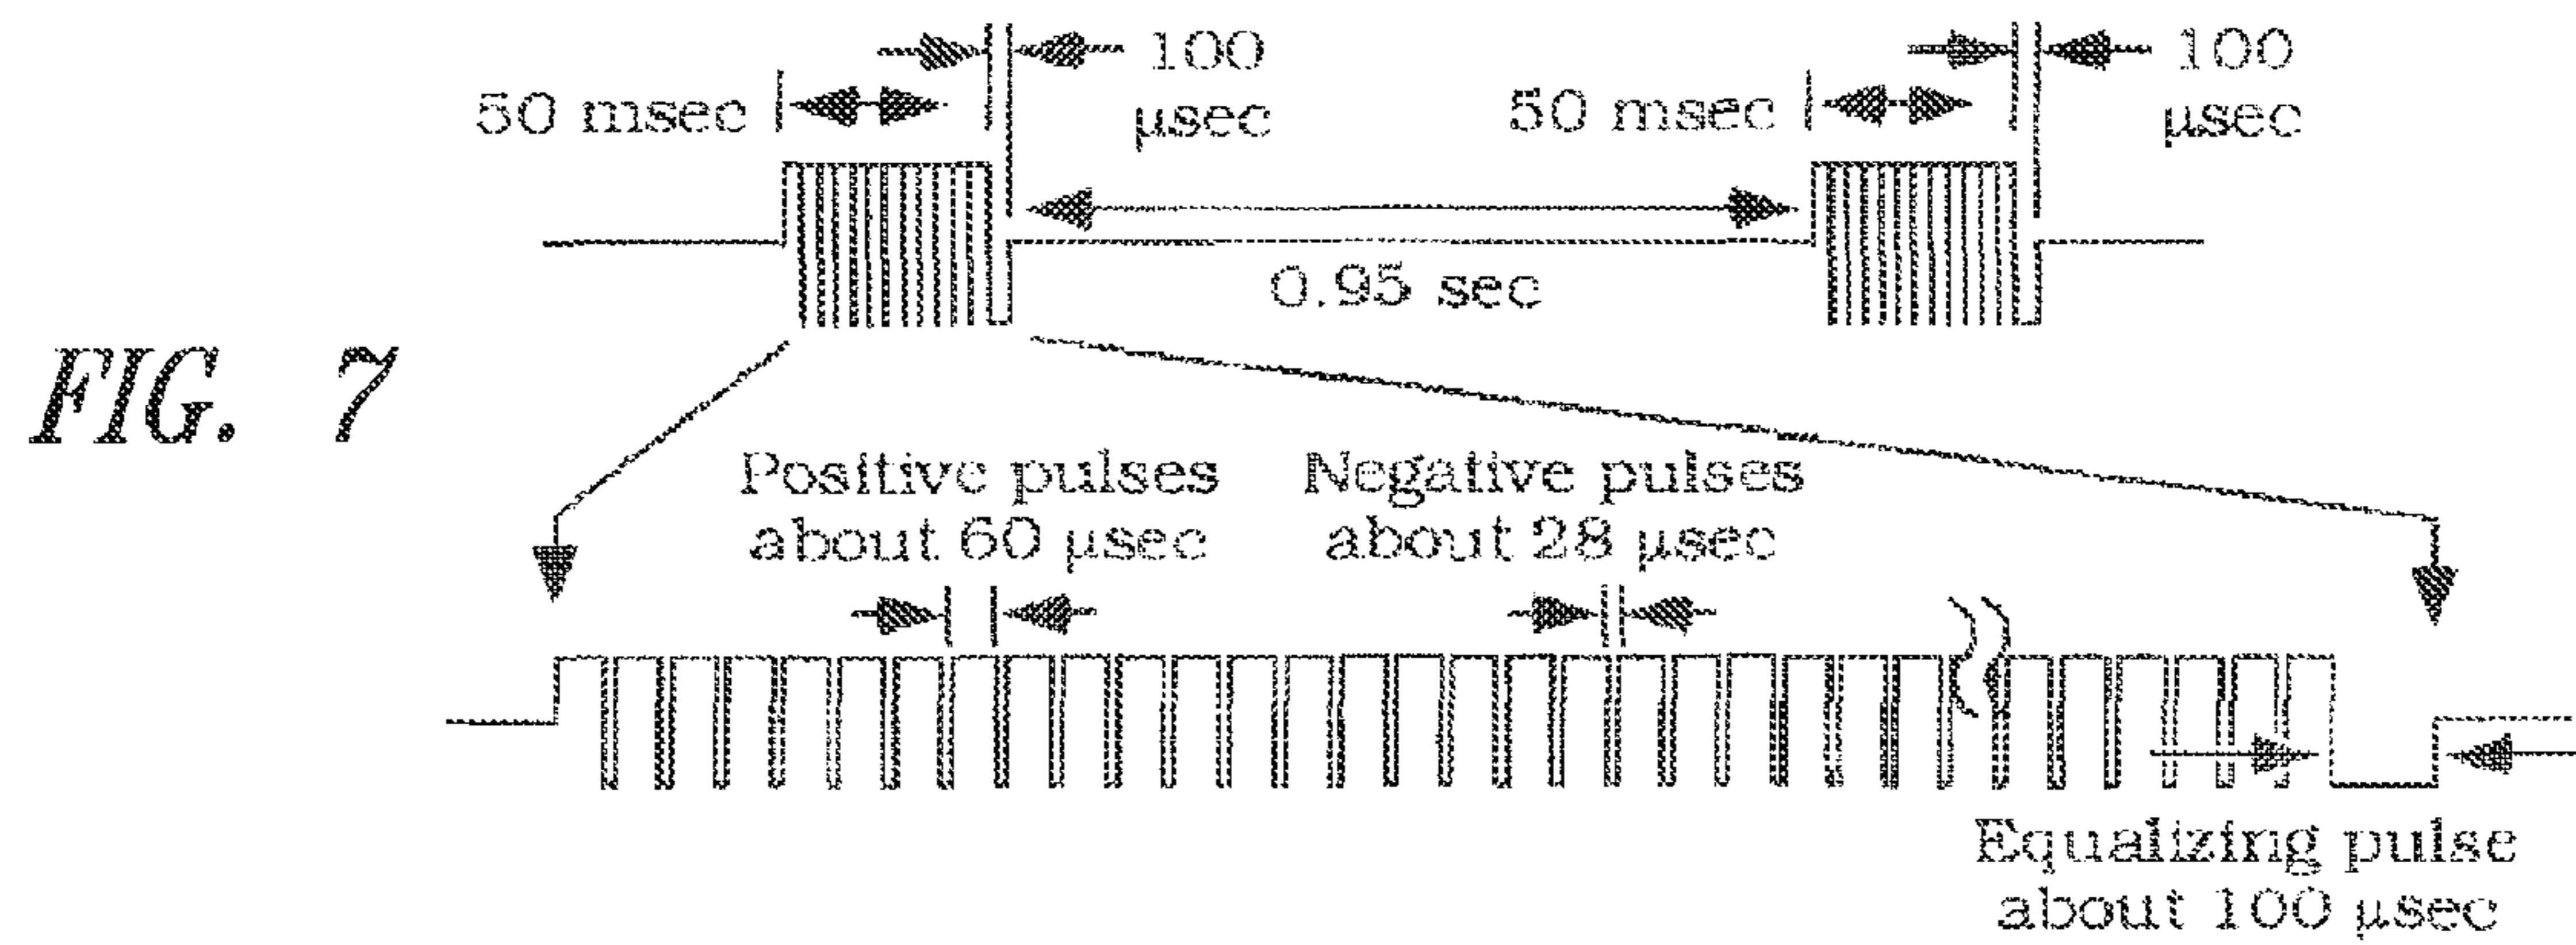 100
µsec
50 msec
100
µsec
50 msec
0.95 sec
FIG. 7
Positive pulses
about 60 µsec
Negative pulses
about 28 µsec
Equalizing pulse
about 100 µsec